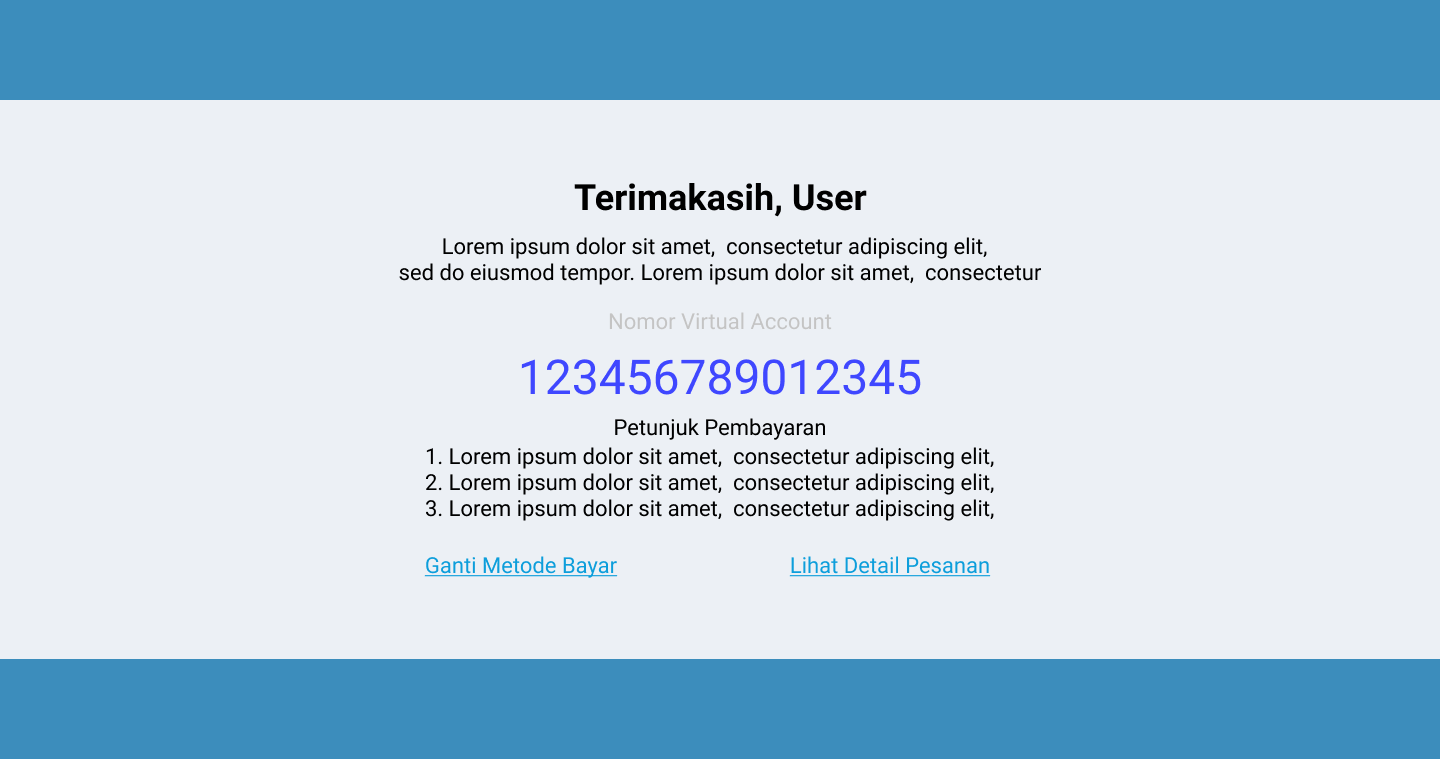 Terimakasih, User
Lorem ipsum dolor sit amet,  consectetur adipiscing elit,
sed do eiusmod tempor. Lorem ipsum dolor sit amet,  consectetur
Nomor Virtual Account
123456789012345
Petunjuk Pembayaran
1. Lorem ipsum dolor sit amet,  consectetur adipiscing elit,
2. Lorem ipsum dolor sit amet,  consectetur adipiscing elit,
3. Lorem ipsum dolor sit amet,  consectetur adipiscing elit,
Ganti Metode Bayar
Lihat Detail Pesanan